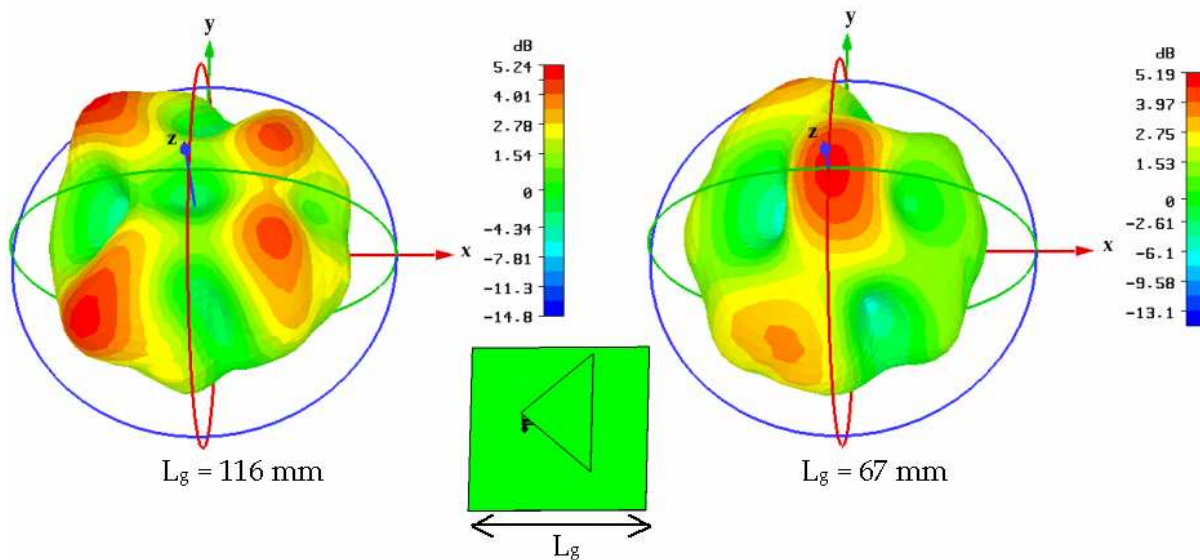 y
z
x
dB
5.24
4.01
2.78
1.54
0
-4.34
-7.81
-11.3
-14.8
Lg = 116 mm
y
z
x
dB
5.19
3.97
2.75
1.53
0
-2.61
-6.1
-9.58
-13.1
Lg = 67 mm
Lg